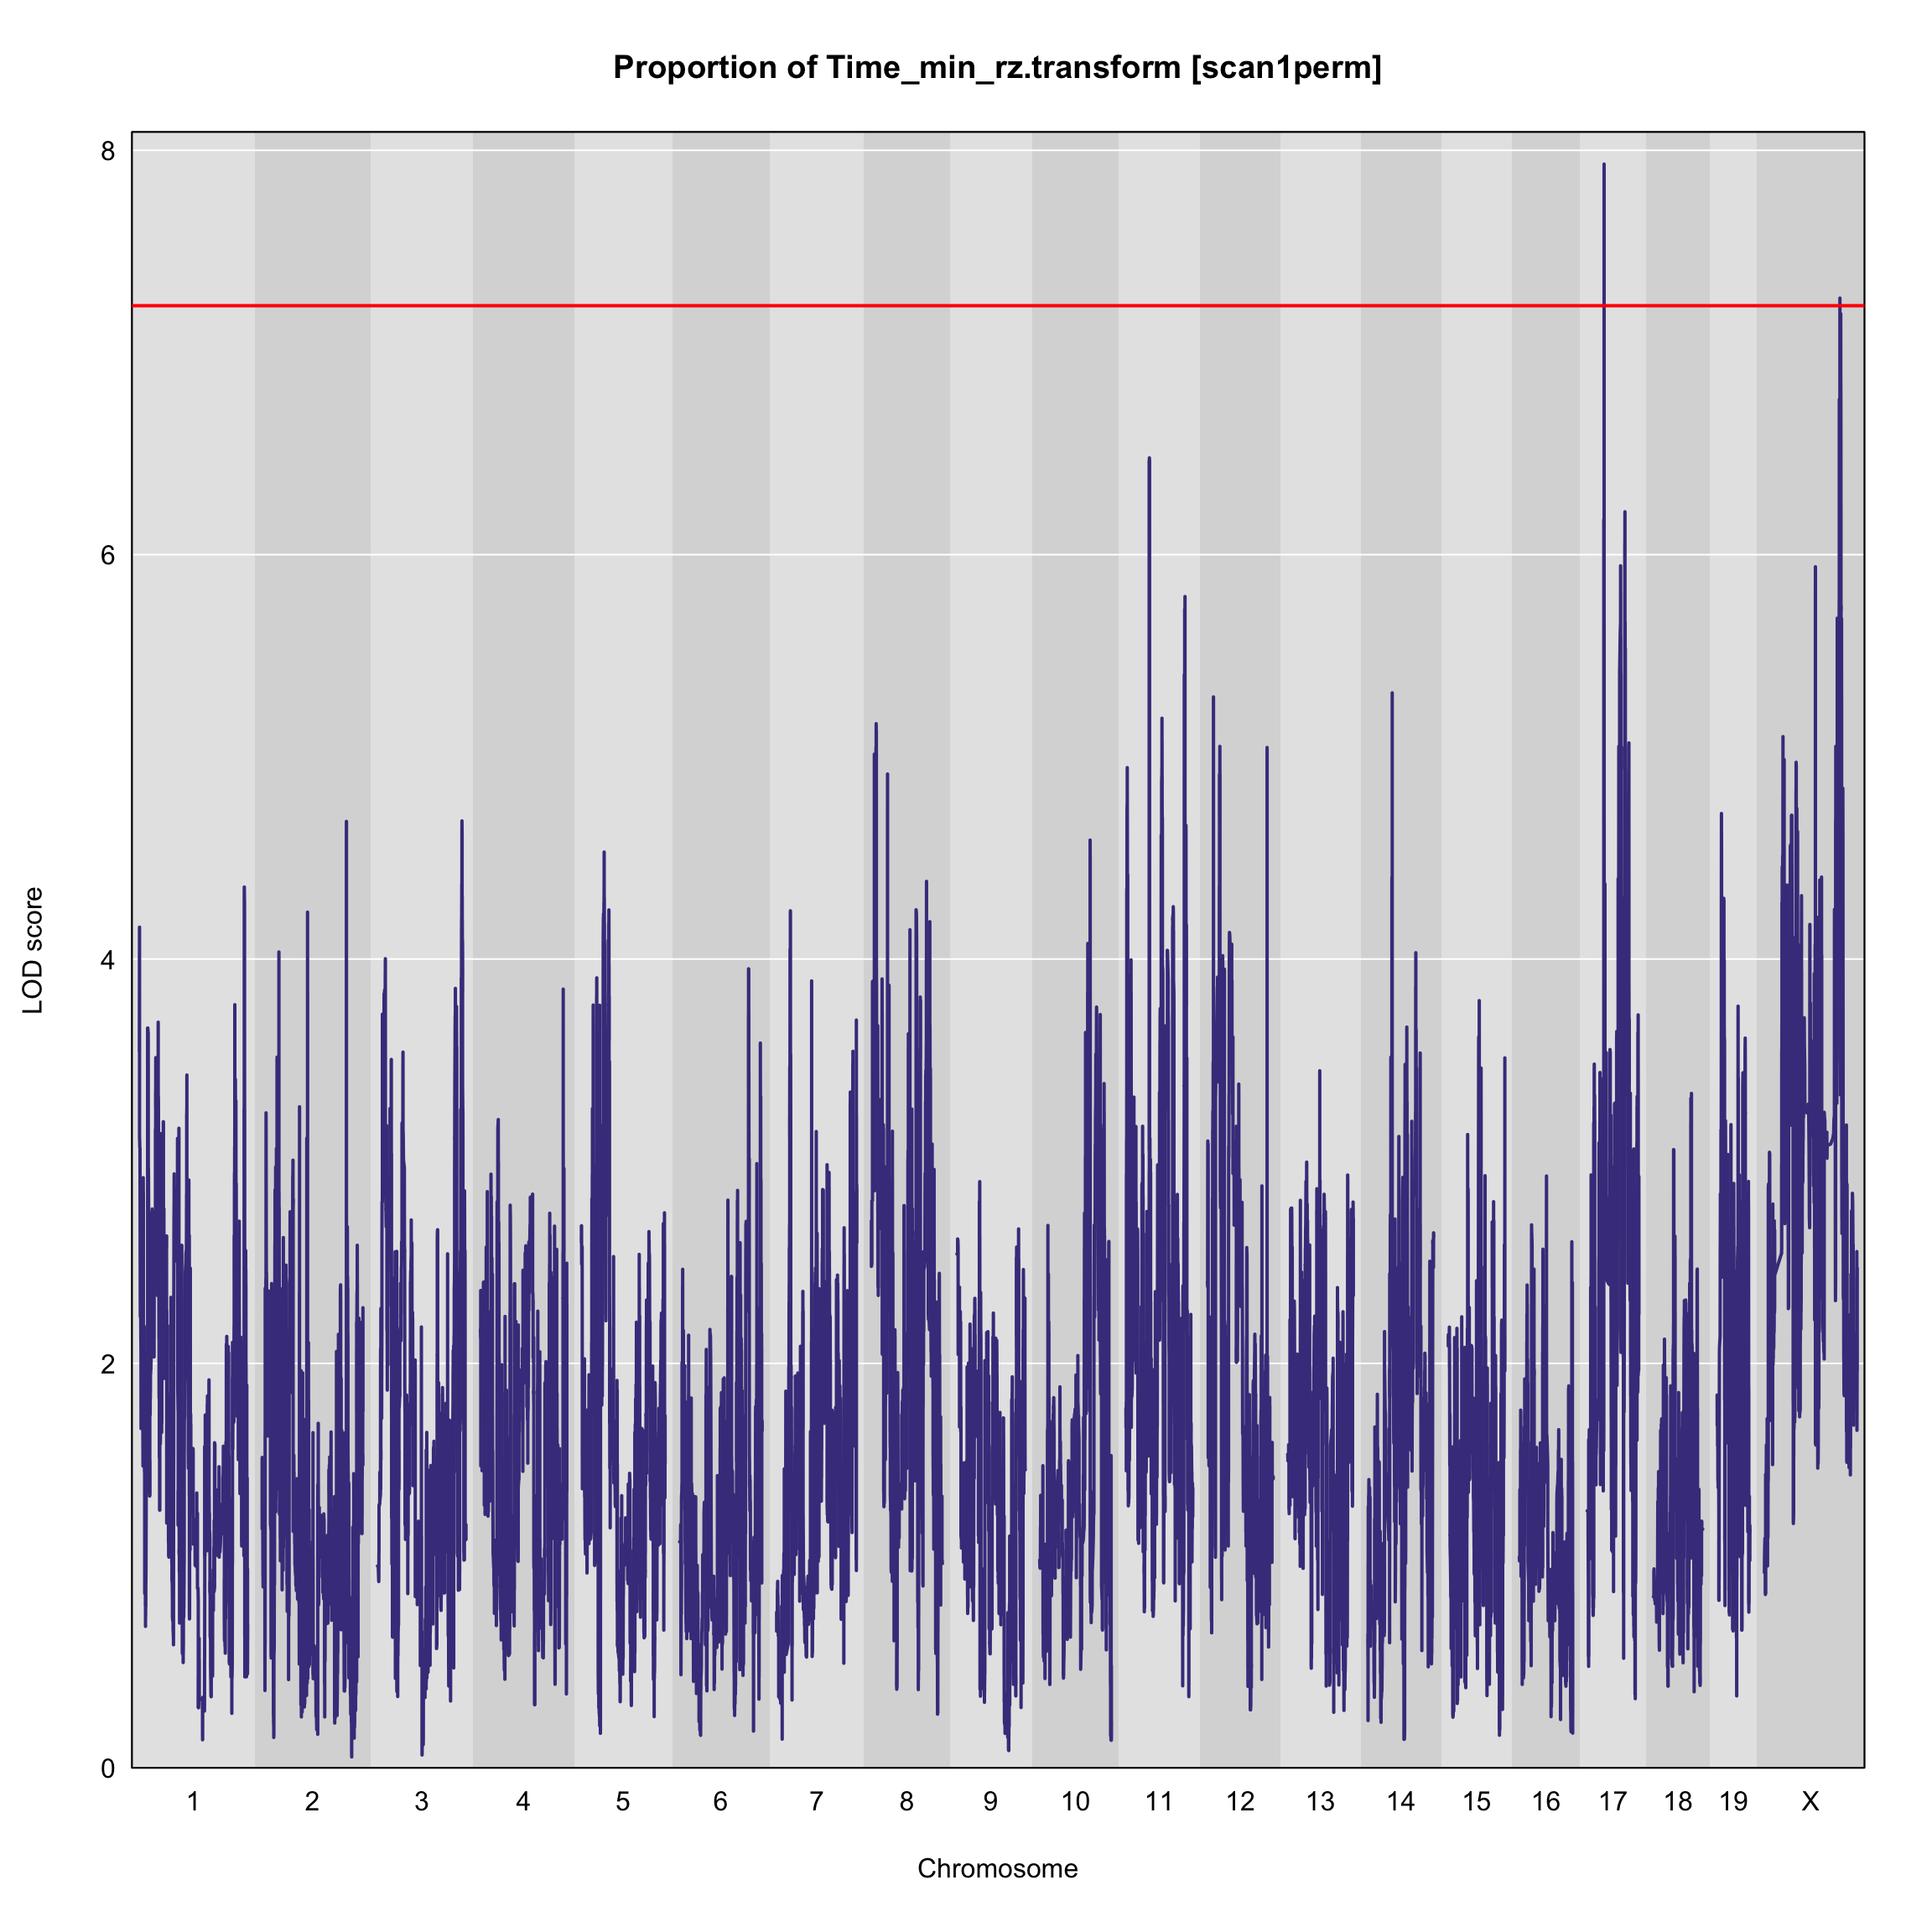 Proportion of Time_min_rz.transform [scan1perm]
8
6
4
2
0
LOD score
1 2 3 4 5 6 7 8 9 10 11 12 13 14 15 16 17 18 19 X
Chromosome